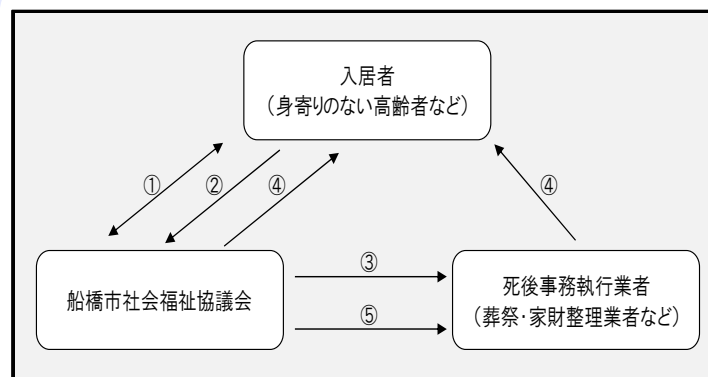 入居者
（身寄りのない高齢者など）
①
②
④
④
船橋市社会福祉協議会
③
⑤
死後事務執行業者
（葬祭・家財整理業者など）